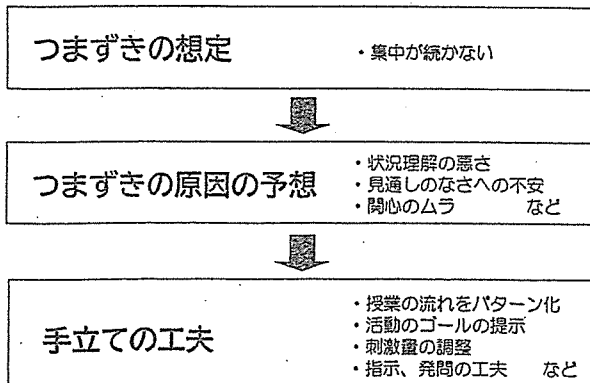 つまずきの想定
・集中が続かない
つまずきの原因の予想
・状況理解の悪さ
・見通しのなさへの不安
・関心のムラ　　など
手立ての工夫
・授業の流れをパターン化
・活動のゴールの提示
・刺激量の調整
・指示、発問の工夫　など